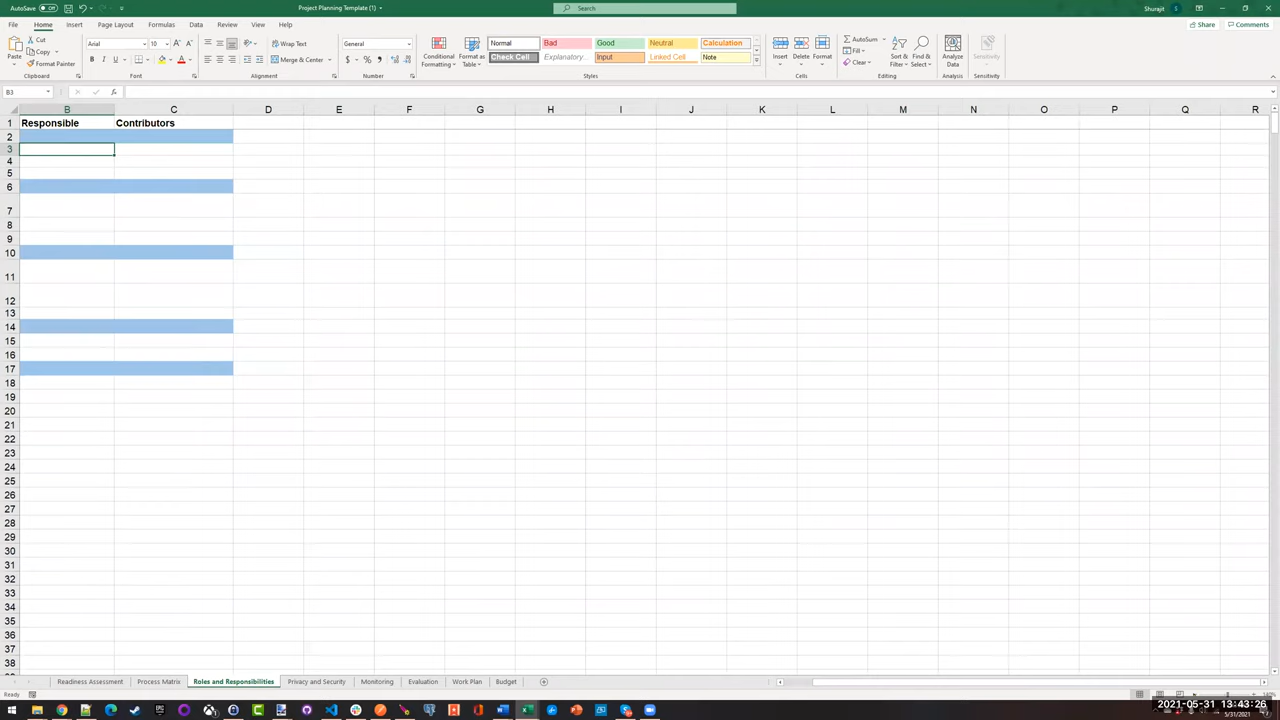 AutoSave Off
Project Planning Template (1)
Search
Shurajit S
File Home Insert Page Layout Formulas Data Review View Help
Share Comments
Paste
Cut
Copy
Format Painter
Clipboard
Font
Wrap Text
Merge & Center
Alignment
General
Number
Conditional Formatting
Format as Table
Normal Bad Good Neutral Calculation
Check Cell Explanary... Input Linked Cell Note
Styles
Insert Delete Format
Cells
AutoSum
Fill
Clear
Sort & Filter
Find & Select
Editing
Analyze Data
Analysis
Sensitivity
Sensitivity
B3
B C D E F G H I J K L M N O P Q R
1 Responsible Contributors
2
3
4
5
6
7
8
9
10
11
12
13
14
15
16
17
18
19
20
21
22
23
24
25
26
27
28
29
30
31
32
33
34
35
36
37
38
Readiness Assessment Process Matrix Roles and Responsibilities Privacy and Security Monitoring Evaluation Work Plan Budget
Ready
2021-05-31 13:43:26
5/31/2021